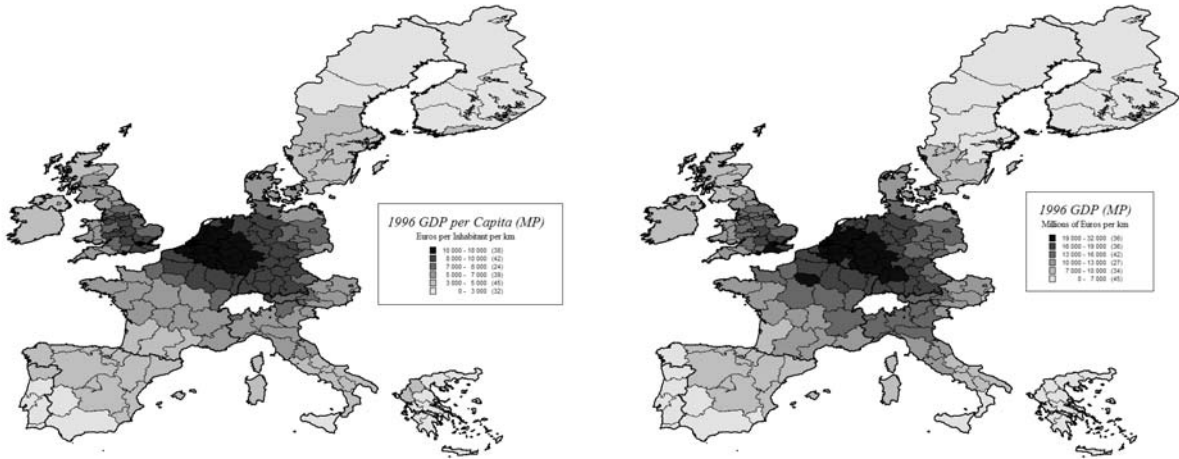 1996 GDP per Capita (MP)
Euros per Inhabitant per km
10 000 - 18 000 (38)
8 000 - 10 000 (42)
7 000 - 8 000 (24)
5 000 - 7 000 (39)
3 000 - 5 000 (45)
0 - 3 000 (32)
1996 GDP (MP)
Millions of Euros per km
19 000 - 32 000 (36)
16 000 - 19 000 (36)
13 000 - 16 000 (42)
10 000 - 13 000 (27)
7 000 - 10 000 (34)
0 - 7 000 (45)